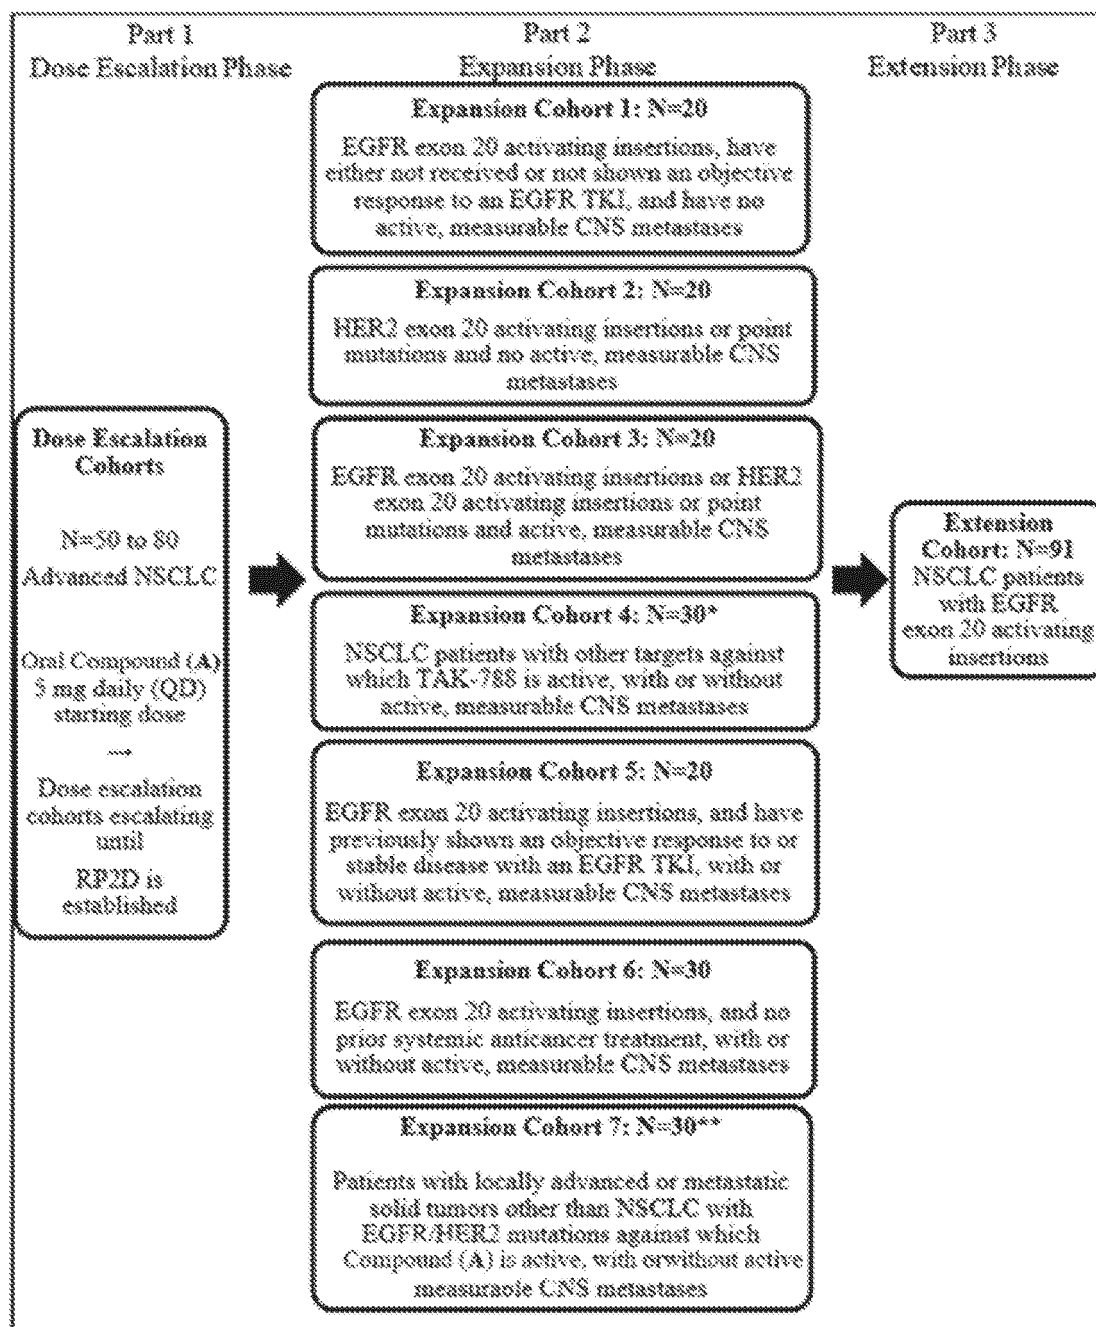 Part 1
Dose Escalation Phase
Part 2
Expansion Phase
Part 3
Extension Phase
Dose Escalation
Cohorts
N=50 to 80
Advanced NSCLC
Oral Compound (A)
5 mg daily (QD)
starting dose
→
Dose escalation
cohorts escalating
until
RP2D is
established
Expansion Cohort 1: N=20
EGFR exon 20 activating insertions, have
either not received or not shown an objective
response to an EGFR TKI, and have no
active, measurable CNS metastases
Expansion Cohort 2: N=20
HER2 exon 20 activating insertions or point
mutations and no active, measurable CNS
metastases
Expansion Cohort 3: N=20
EGFR exon 20 activating insertions or HER2
exon 20 activating insertions or point
mutations and active, measurable CNS
metastases
Expansion Cohort 4: N=30*
NSCLC patients with other targets against
which TAK-788 is active, with or without
active, measurable CNS metastases
Expansion Cohort 5: N=20
EGFR exon 20 activating insertions, and have
previously shown an objective response to or
stable disease with an EGFR TKI, with or
without active, measurable CNS metastases
Expansion Cohort 6: N=30
EGFR exon 20 activating insertions, and no
prior systemic anticancer treatment, with or
without active, measurable CNS metastases
Expansion Cohort 7: N=30**
Patients with locally advanced or metastatic
solid tumors other than NSCLC with
EGFR/HER2 mutations against which
Compound (A) is active, with orwithout active
measurable CNS metastases
Extension
Cohort: N=91
NSCLC patients
with EGFR
exon 20 activating
insertions